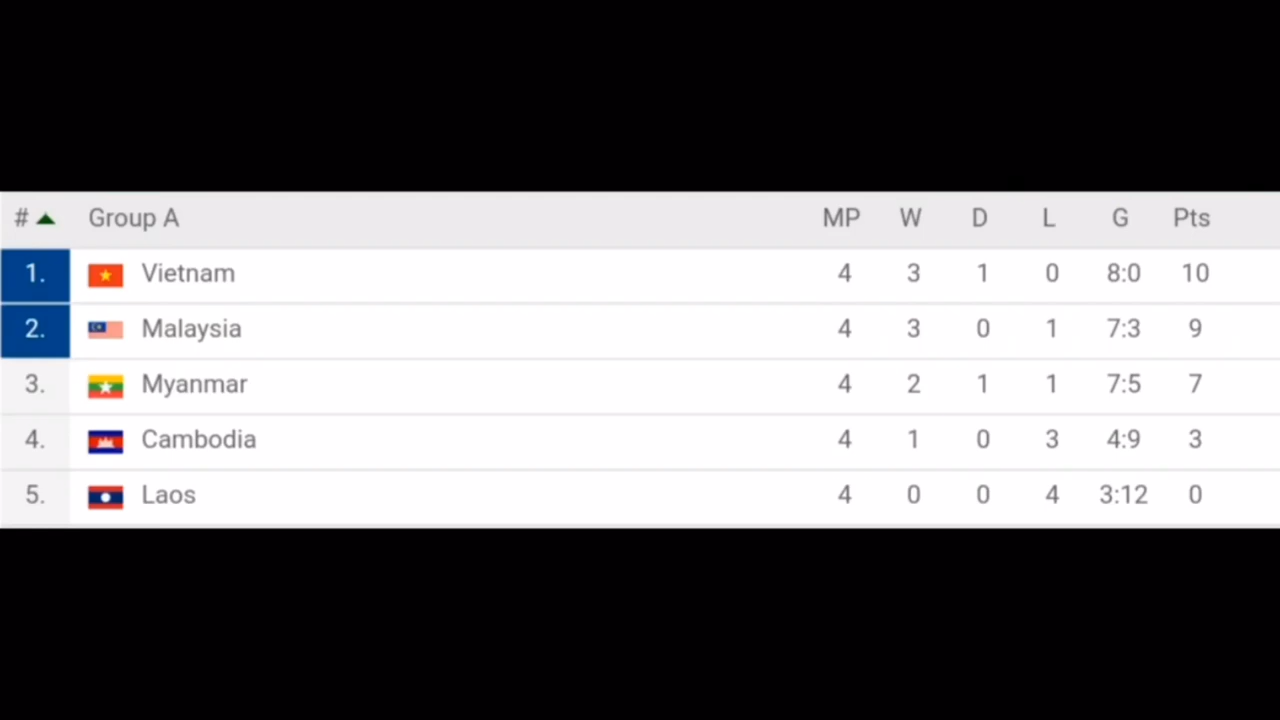 # Group A MP W D L G Pts
1. Vietnam 4 3 1 0 8:0 10
2. Malaysia 4 3 0 1 7:3 9
3. Myanmar 4 2 1 1 7:5 7
4. Cambodia 4 1 0 3 4:9 3
5. Laos 4 0 0 4 3:12 0